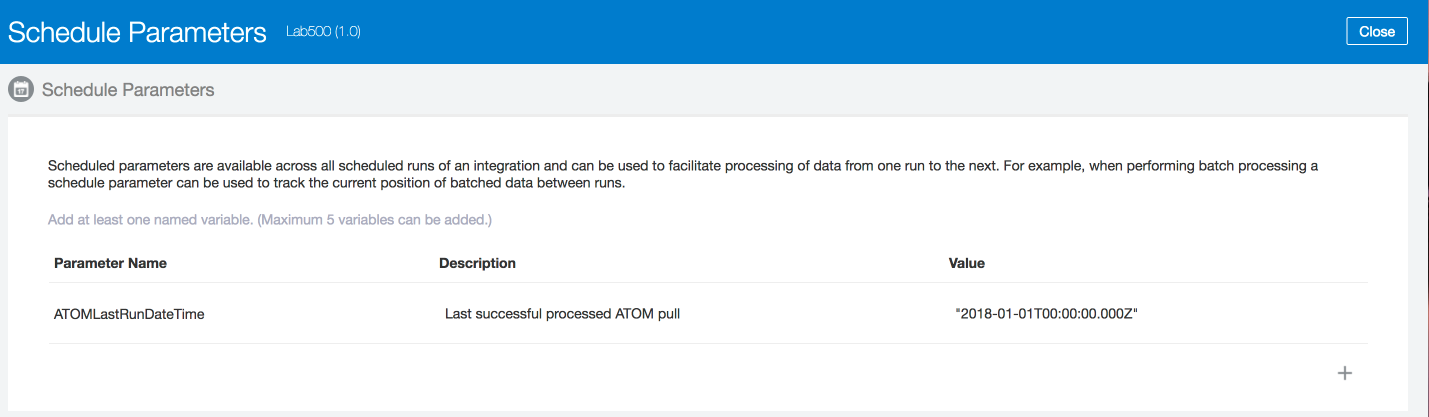 Schedule Parameters Lab500 (1.0) Close
Schedule Parameters
Scheduled parameters are available across all scheduled runs of an integration and can be used to facilitate processing of data from one run to the next. For example, when performing batch processing a
schedule parameter can be used to track the current position of batched data between runs.
Add at least one named variable. (Maximum 5 variables can be added.)
Parameter Name Description Value
ATOMLastRunDateTime Last successful processed ATOM pull "2018-01-01T00:00:00.000Z"